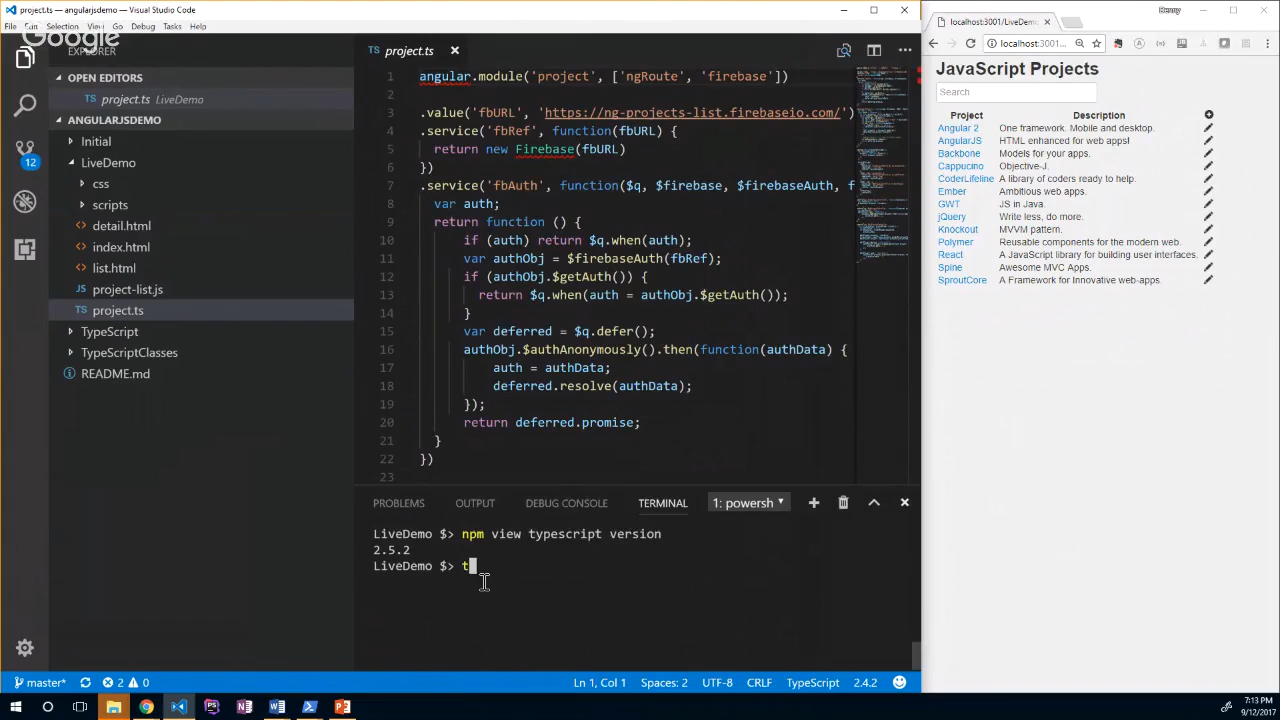 project.ts - angularjsdemo - Visual Studio Code
File Edit Selection View Go Debug Tasks Help
Google
EXPLORER
OPEN EDITORS
TS project.ts LiveDemo
ANGULARJSDEMO
Initial
LiveDemo
css
scripts
detail.html
index.html
list.html
project-list.js
project.ts
TypeScript
TypeScriptClasses
README.md
12
TS project.ts
1 angular.module('project', ['ngRoute', 'firebase'])
2
3 .value('fbURL', 'https://ng-projects-list.firebaseio.com/')
4 .service('fbRef', function(fbURL) {
5 return new Firebase(fbURL)
6 })
7 .service('fbAuth', function($q, $firebase, $firebaseAuth, f
8 var auth;
9 return function () {
10 if (auth) return $q.when(auth);
11 var authObj = $firebaseAuth(fbRef);
12 if (authObj.$getAuth()) {
13 return $q.when(auth = authObj.$getAuth());
14 }
15 var deferred = $q.defer();
16 authObj.$authAnonymously().then(function(authData) {
17 auth = authData;
18 deferred.resolve(authData);
19 });
20 return deferred.promise;
21 }
22 })
23
PROBLEMS OUTPUT DEBUG CONSOLE TERMINAL 1: powersh
LiveDemo $> npm view typescript version
2.5.2
LiveDemo $> t
master* 2 0 Ln 1, Col 1 Spaces: 2 UTF-8 CRLF TypeScript 2.4.2
Denny
localhost:3001/LiveDemo
localhost:3001...
JavaScript Projects
Search
Project Description
Angular 2 One framework. Mobile and desktop.
AngularJS HTML enhanced for web apps!
Backbone Models for your apps.
Cappucino Objective-J.
CoderLifeline A library of coders ready to help.
Ember Ambitious web apps.
GWT JS in Java.
jQuery Write less, do more.
Knockout MVVM pattern.
Polymer Reusable components for the modern web.
React A JavaScript library for building user interfaces.
Spine Awesome MVC Apps.
SproutCore A Framework for Innovative web-apps.
7:13 PM
9/12/2017